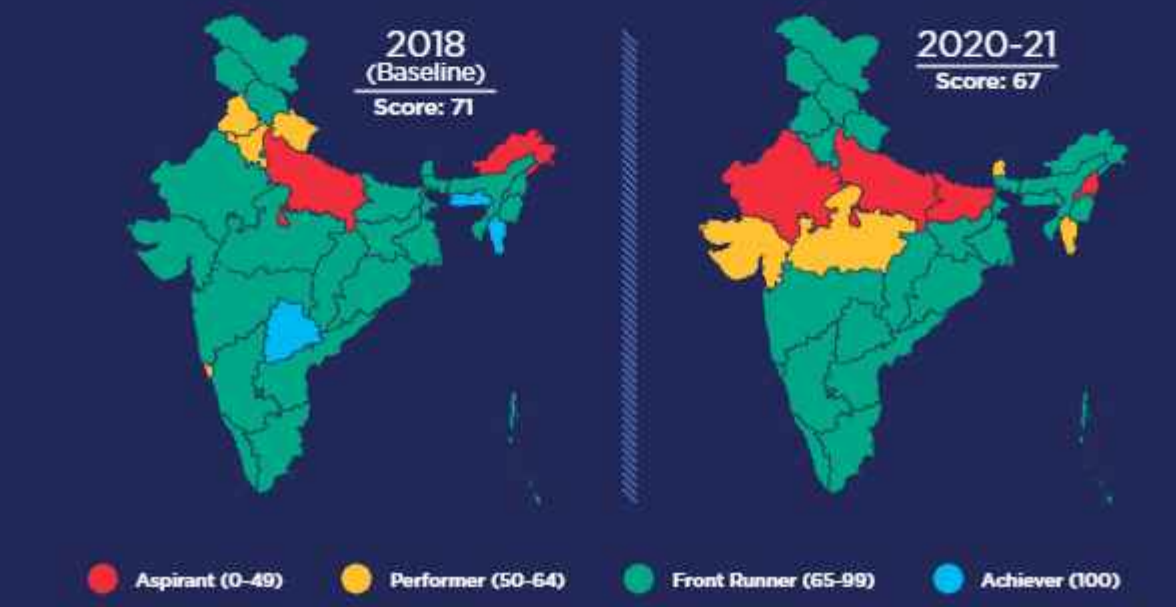 2018
(Baseline)
Score: 71
2020-21
Score: 67
Aspirant (0-49)
Performer (50-64)
Front Runner (65-99)
Achiever (100)